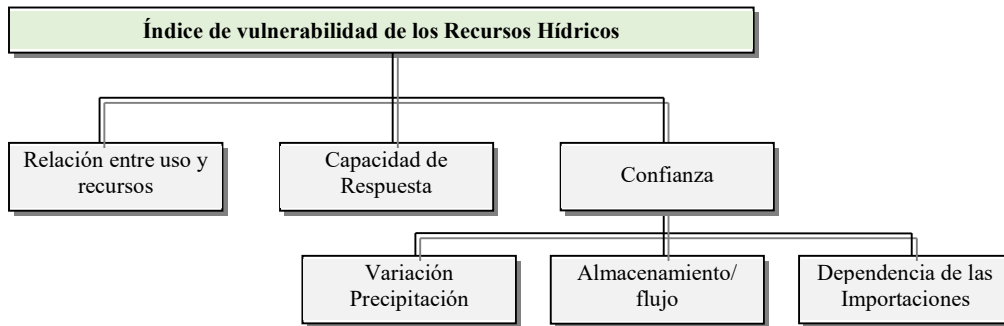 Índice de vulnerabilidad de los Recursos Hídricos
Relación entre uso y
recursos
Capacidad de
Respuesta
Confianza
Variación
Precipitación
Almacenamiento/
flujo
Dependencia de las
Importaciones